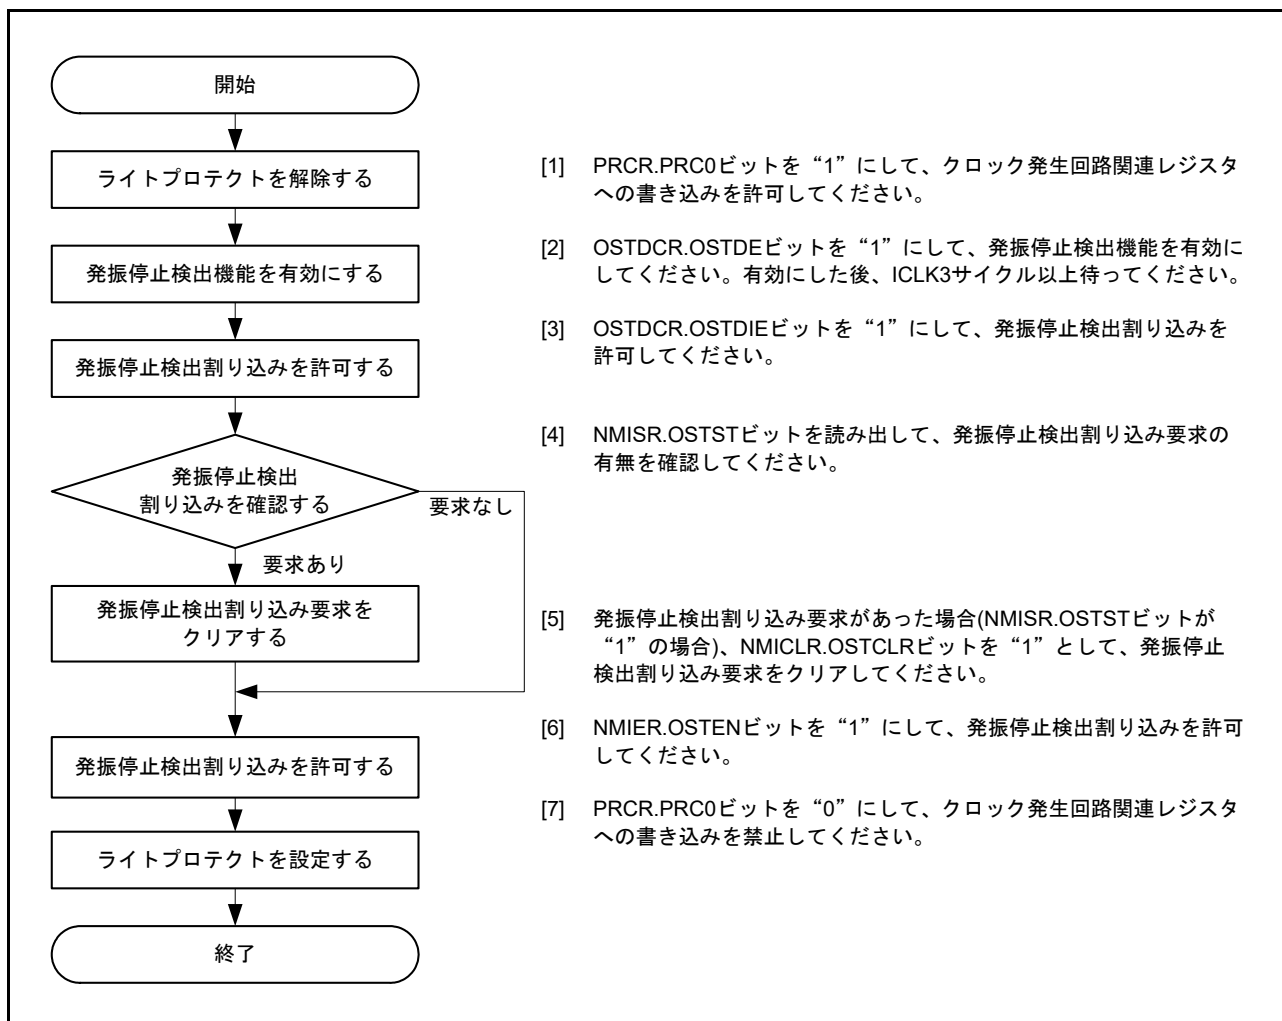 開始
ライトプロテクトを解除する
[1] PRCR.PRC0ビットを“1”にして、クロック発生回路関連レジスタ
への書き込みを許可してください。
発振停止検出機能を有効にする
[2] OSTDCR.OSTDEビットを“1”にして、発振停止検出機能を有効に
してください。有効にした後、ICLK3サイクル以上待ってください。
発振停止検出割り込みを許可する
[3] OSTDCR.OSTDIEビットを“1”にして、発振停止検出割り込みを
許可してください。
発振停止検出
割り込みを確認する
要求なし
要求あり
[4] NMISR.OSTSTビットを読み出して、発振停止検出割り込み要求の
有無を確認してください。
発振停止検出割り込み要求を
クリアする
[5] 発振停止検出割り込み要求があった場合(NMISR.OSTSTビットが
“1”の場合)、NMICLR.OSTCLRビットを“1”として、発振停止
検出割り込み要求をクリアしてください。
発振停止検出割り込みを許可する
[6] NMIER.OSTENビットを“1”にして、発振停止検出割り込みを許可
してください。
ライトプロテクトを設定する
[7] PRCR.PRC0ビットを“0”にして、クロック発生回路関連レジスタ
への書き込みを禁止してください。
終了